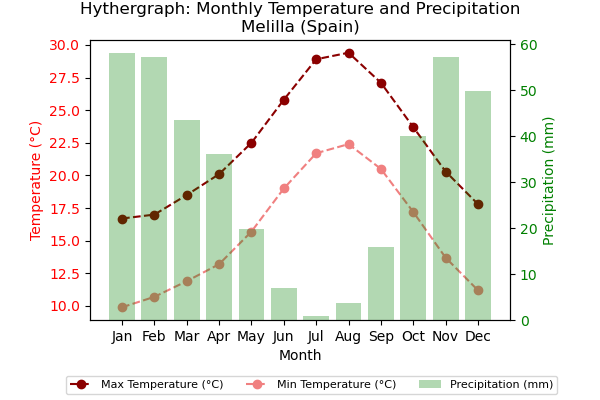 Hythergraph: Monthly Temperature and Precipitation
Melilla (Spain)
30.0
27.5
25.0
22.5
20.0
17.5
15.0
12.5
10.0
Temperature (°C)
60
50
40
30
20
10
0
Precipitation (mm)
Jan Feb Mar Apr May Jun Jul Aug Sep Oct Nov Dec
Month
Max Temperature (°C) Min Temperature (°C) Precipitation (mm)